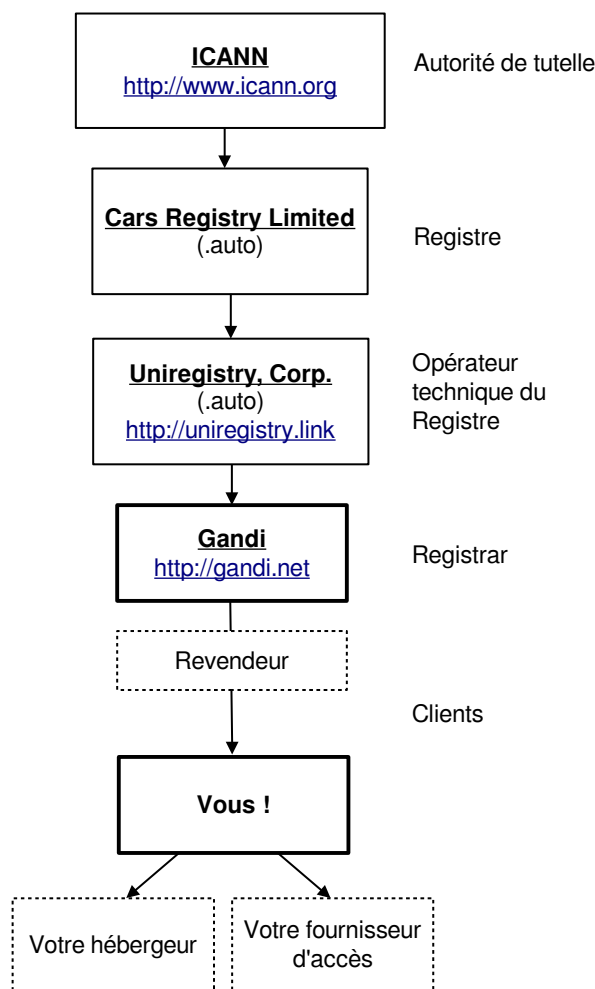 ICANN
http://www.icann.org
Autorité de tutelle
Cars Registry Limited
(.auto)
Registre
Uniregistry, Corp.
(.auto)
http://uniregistry.link
Opérateur
technique du
Registre
Gandi
http://gandi.net
Registrar
Revendeur
Clients
Vous !
Votre hébergeur
Votre fournisseur
d'accès